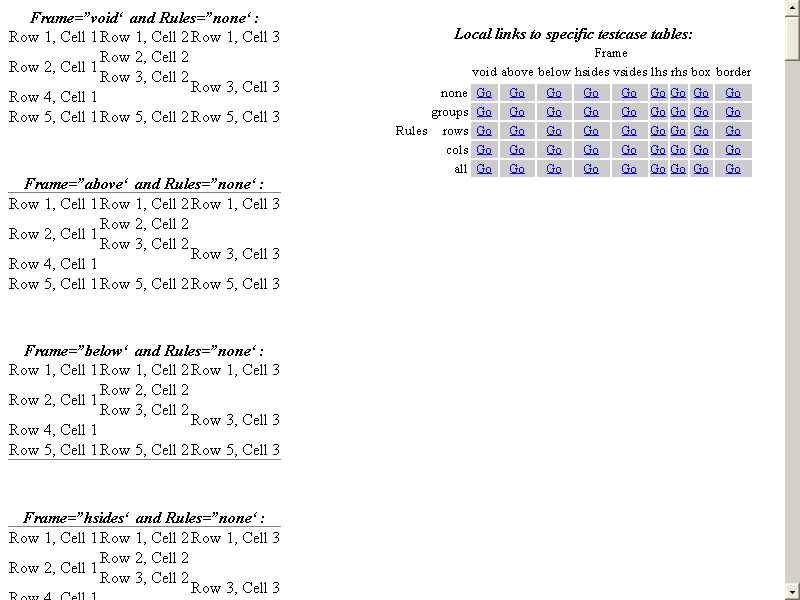 Frame=”void‘ and Rules=”none‘ :
Row 1, Cell 1 Row 1, Cell 2 Row 1, Cell 3
Row 2, Cell 2
Row 2, Cell 1
Row 3, Cell 2
Row 3, Cell 3
Row 4, Cell 1
Row 5, Cell 1 Row 5, Cell 2 Row 5, Cell 3
Frame=”above‘ and Rules=”none‘ :
Row 1, Cell 1 Row 1, Cell 2 Row 1, Cell 3
Row 2, Cell 2
Row 2, Cell 1
Row 3, Cell 2
Row 3, Cell 3
Row 4, Cell 1
Row 5, Cell 1 Row 5, Cell 2 Row 5, Cell 3
Frame=”below‘ and Rules=”none‘ :
Row 1, Cell 1 Row 1, Cell 2 Row 1, Cell 3
Row 2, Cell 2
Row 2, Cell 1
Row 3, Cell 2
Row 3, Cell 3
Row 4, Cell 1
Row 5, Cell 1 Row 5, Cell 2 Row 5, Cell 3
Frame=”hsides‘ and Rules=”none‘ :
Row 1, Cell 1 Row 1, Cell 2 Row 1, Cell 3
Row 2, Cell 2
Row 2, Cell 1
Row 3, Cell 2
Row 3, Cell 3
Row 4, Cell 1
Local links to specific testcase tables:
Frame
void above below hsides vsides lhs rhs box border
none Go Go Go Go Go Go Go Go Go
groups Go Go Go Go Go Go Go Go Go
Rules rows Go Go Go Go Go Go Go Go Go
cols Go Go Go Go Go Go Go Go Go
all Go Go Go Go Go Go Go Go Go